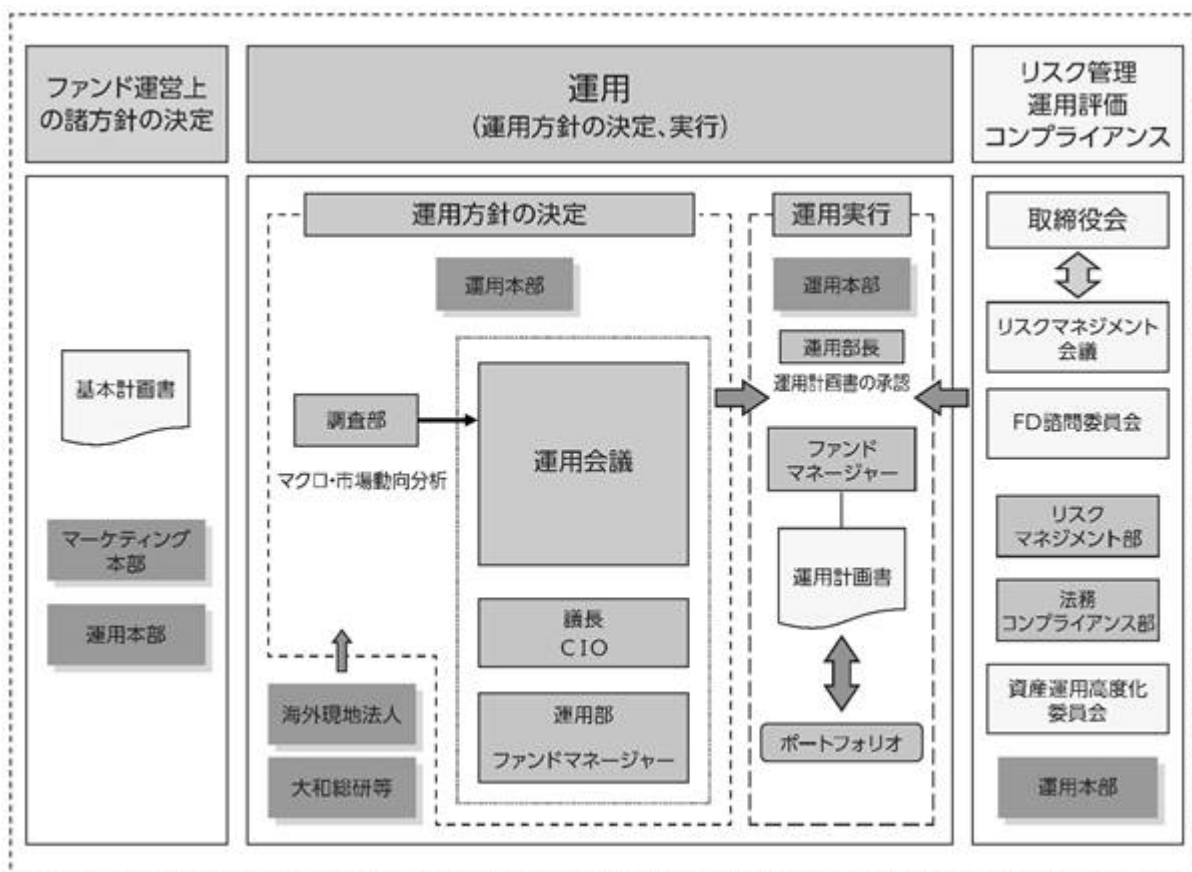 ファンド運営上
の諸方針の決定
基本計画書
マーケティング
本部
運用本部
運用
(運用方針の決定、実行)
運用方針の決定
運用本部
調査部
マクロ・市場動向分析
運用会議
議長
CIO
運用部
ファンドマネージャー
海外現地法人
大和総研等
運用実行
運用本部
運用部長
運用計画書の承認
ファンド
マネージャー
運用計画書
ポートフォリオ
リスク管理
運用評価
コンプライアンス
取締役会
リスクマネジメント
会議
FD諮問委員会
リスク
マネジメント部
法務
コンプライアンス部
資産運用高度化
委員会
運用本部